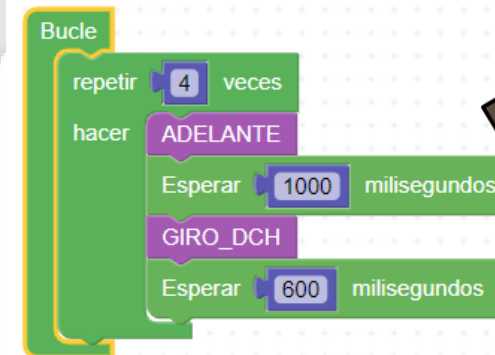 Bucle
repetir 4 veces
hacer ADELANTE
Esperar 1000 milisegundos
GIRO_DCH
Esperar 600 milisegundos